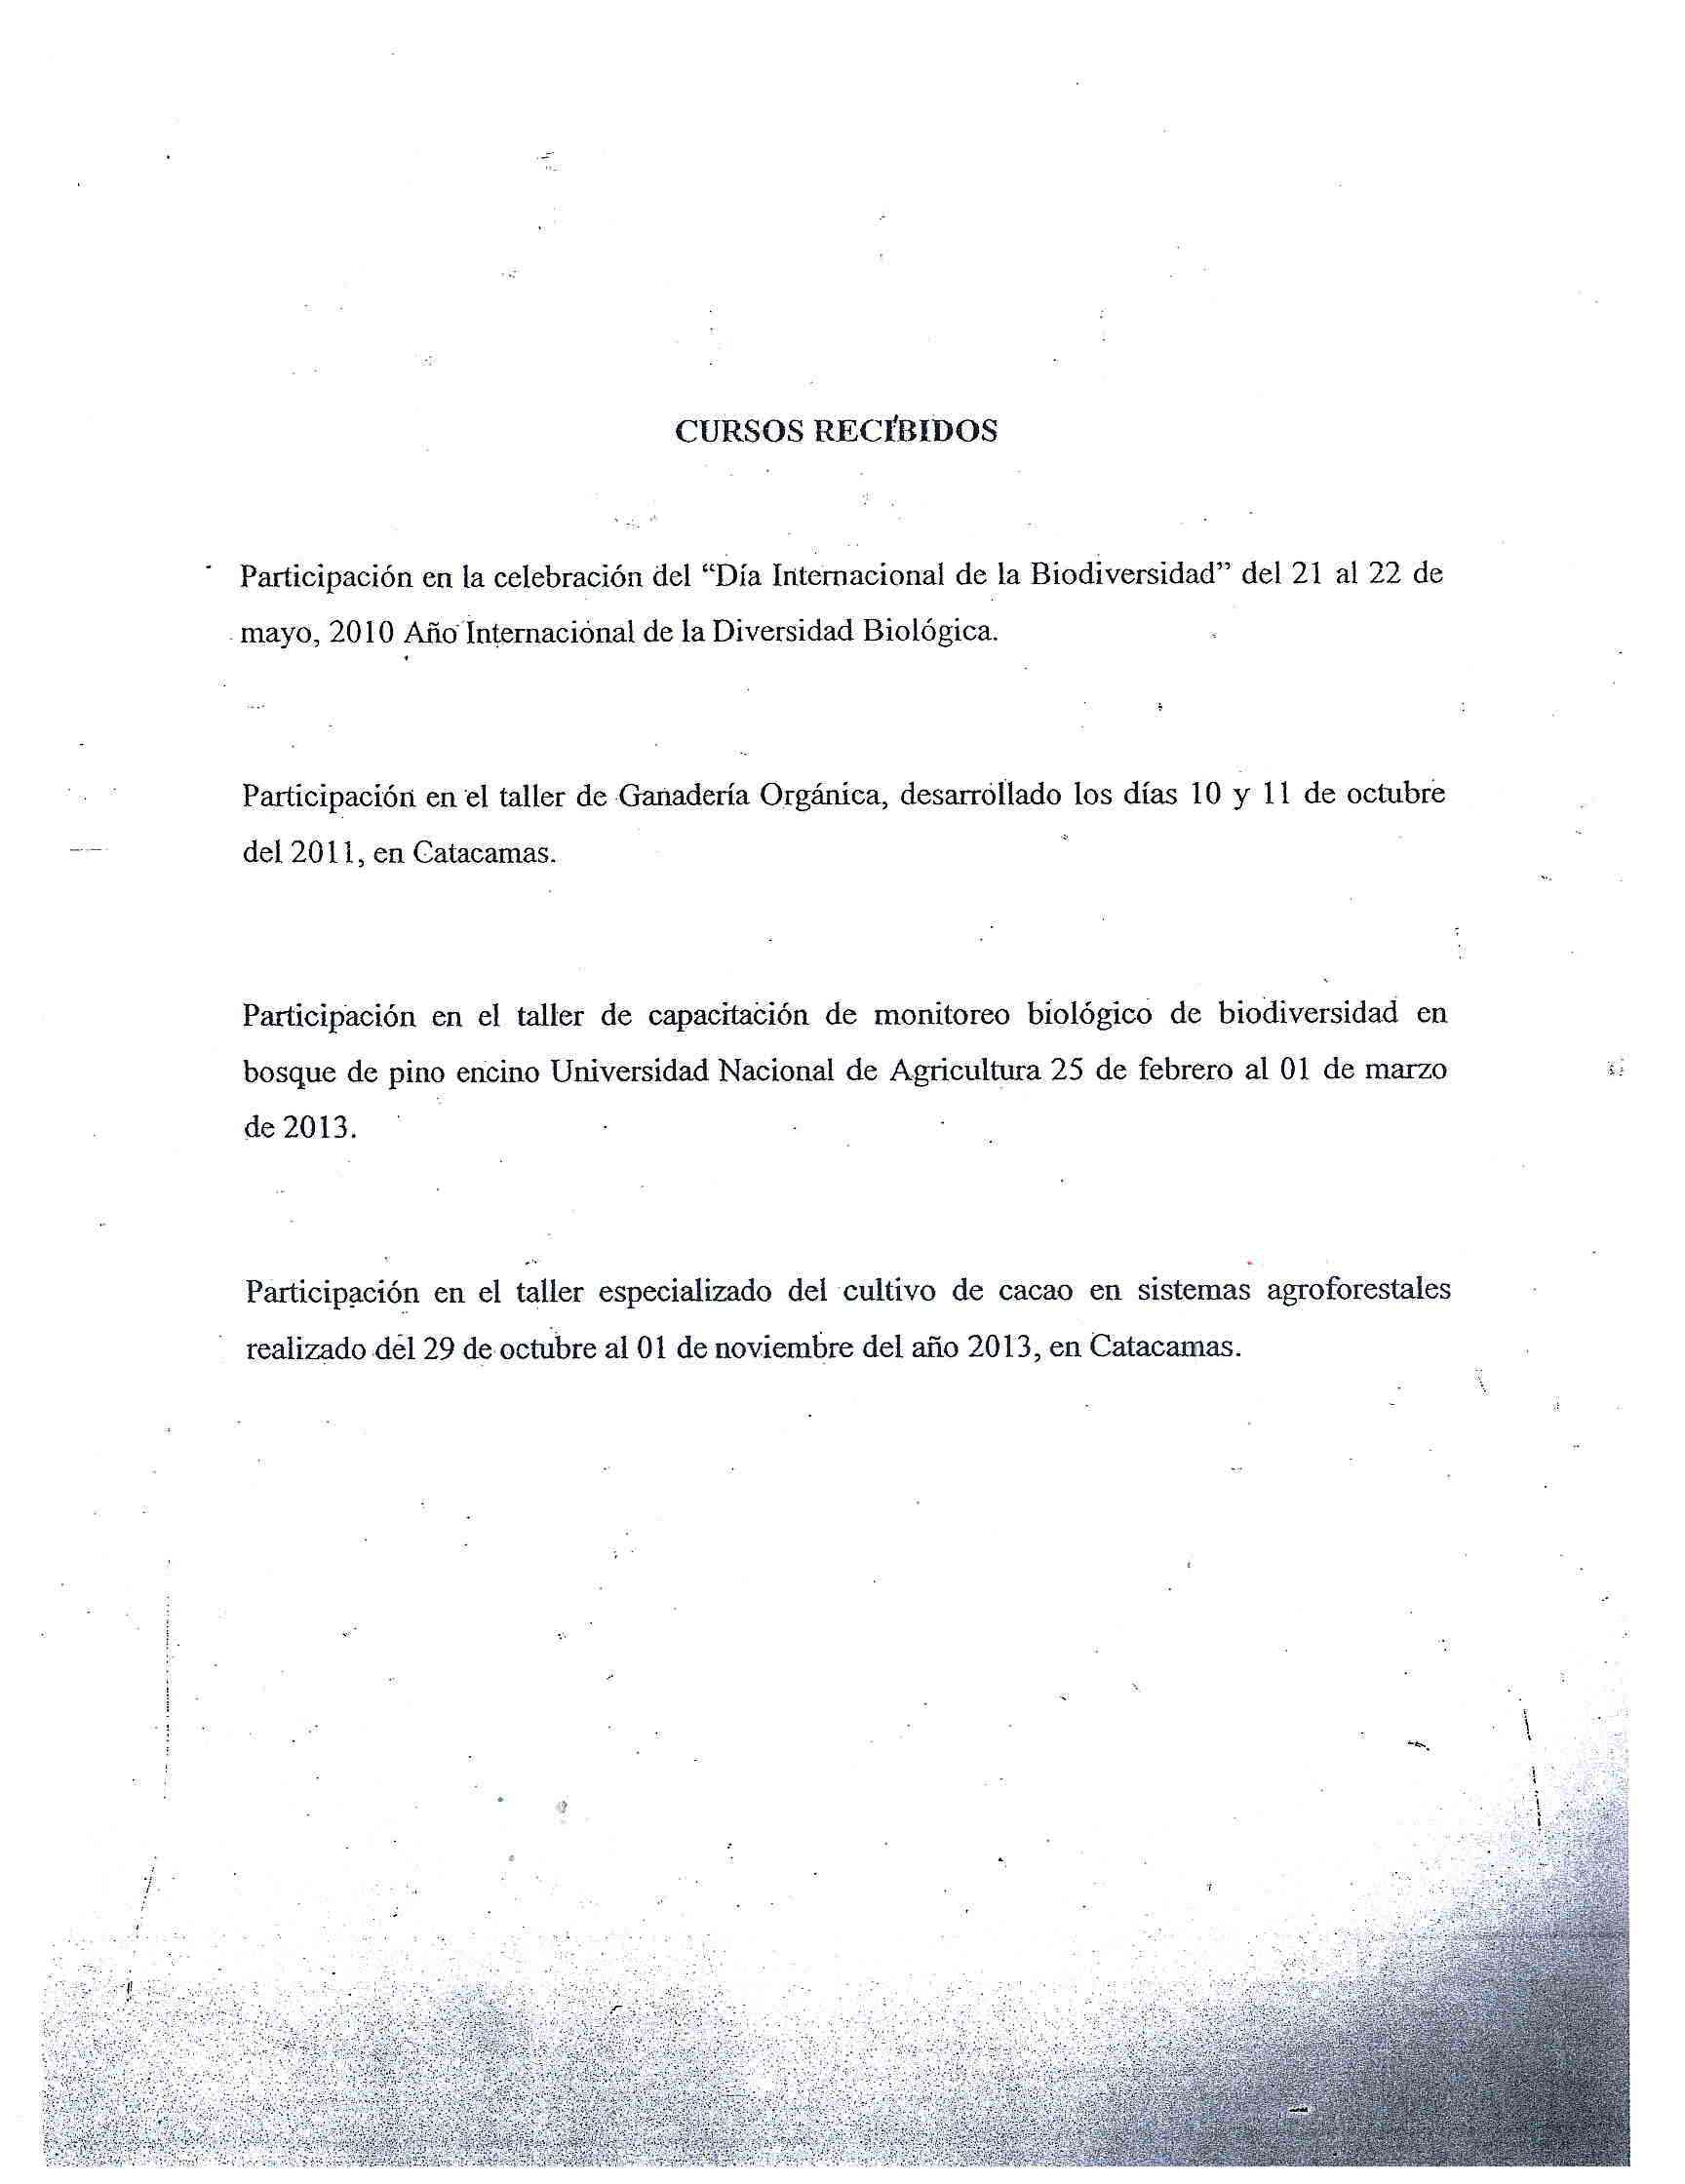 CURSOS RECIBIDOS
Participación en la celebración del “Día Internacional de la Biodiversidad” del 21 al 22 de
mayo, 2010 Año Internacional de la Diversidad Biológica.
Participación en el taller de Ganadería Orgánica, desarrollado los días 10 y 11 de octubre
del 2011, en Catacamas.
Participación en el taller de capacitación de monitoreo biológico de biodiversidad en
bosque de pino encino Universidad Nacional de Agricultura 25 de febrero al 01 de marzo
de 2013.
Participación en el taller especializado del cultivo de cacao en sistemas agroforestales
realizado del 29 de octubre al 01 de noviembre del año 2013, en Catacamas.